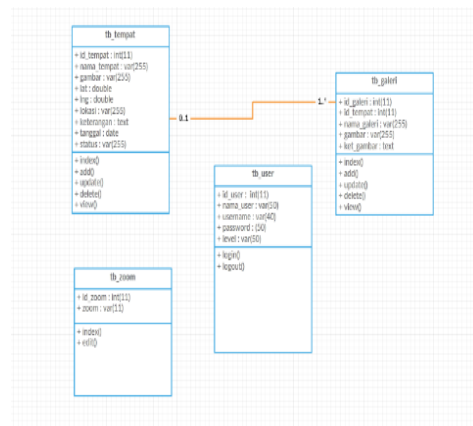 tb_tempat
+ id_tempat : int(11)
+ nama_tempat : var(255)
+ gambar : var(255)
+ lat : double
+ lng : double
+ lokasi : var(255)
+ keterangan : text
+ tanggal : date
+ status : var(255)
+ index()
+ add()
+ update()
+ delete()
+ view()
0.1
1.*
tb_galeri
+ id_galeri : int(11)
+ id_tempat : int(11)
+ nama_galeri : var(255)
+ gambar : var(255)
+ ket_gambar : text
+ index()
+ add()
+ update()
+ delete()
+ view()
tb_user
+ id_user : int(11)
+ nama_user : var(50)
+ username : var(40)
+ password : (50)
+ level : var(50)
+ login()
+ logout()
tb_zoom
+ id_zoom : int(11)
+ zoom : var(11)
+ index()
+ edit()